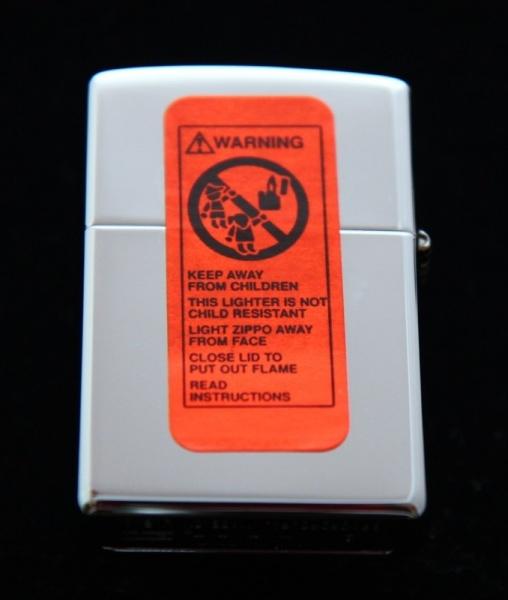 WARNING
KEEP AWAY
FROM CHILDREN
THIS LIGHTER IS NOT
CHILD RESISTANT
LIGHT ZIPPO AWAY
FROM FACE
CLOSE LID TO
PUT OUT FLAME
READ
INSTRUCTIONS